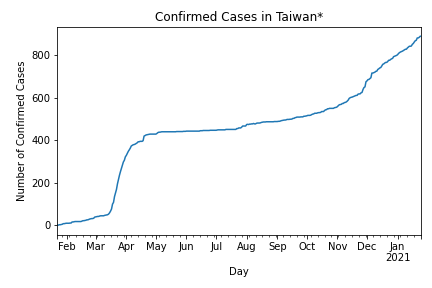 Confirmed Cases in Taiwan*
Number of Confirmed Cases
800
600
400
200
0
Feb Mar Apr May Jun Jul Aug Sep Oct Nov Dec Jan
2021
Day